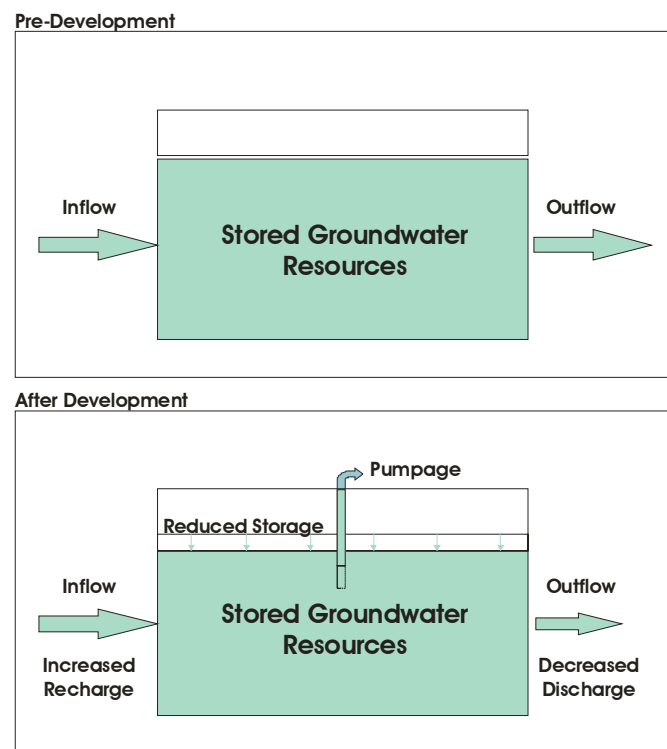 Pre-Development
Inflow
Outflow
Stored Groundwater
Resources
After Development
Pumpage
Reduced Storage
Inflow
Outflow
Stored Groundwater
Resources
Increased
Recharge
Decreased
Discharge